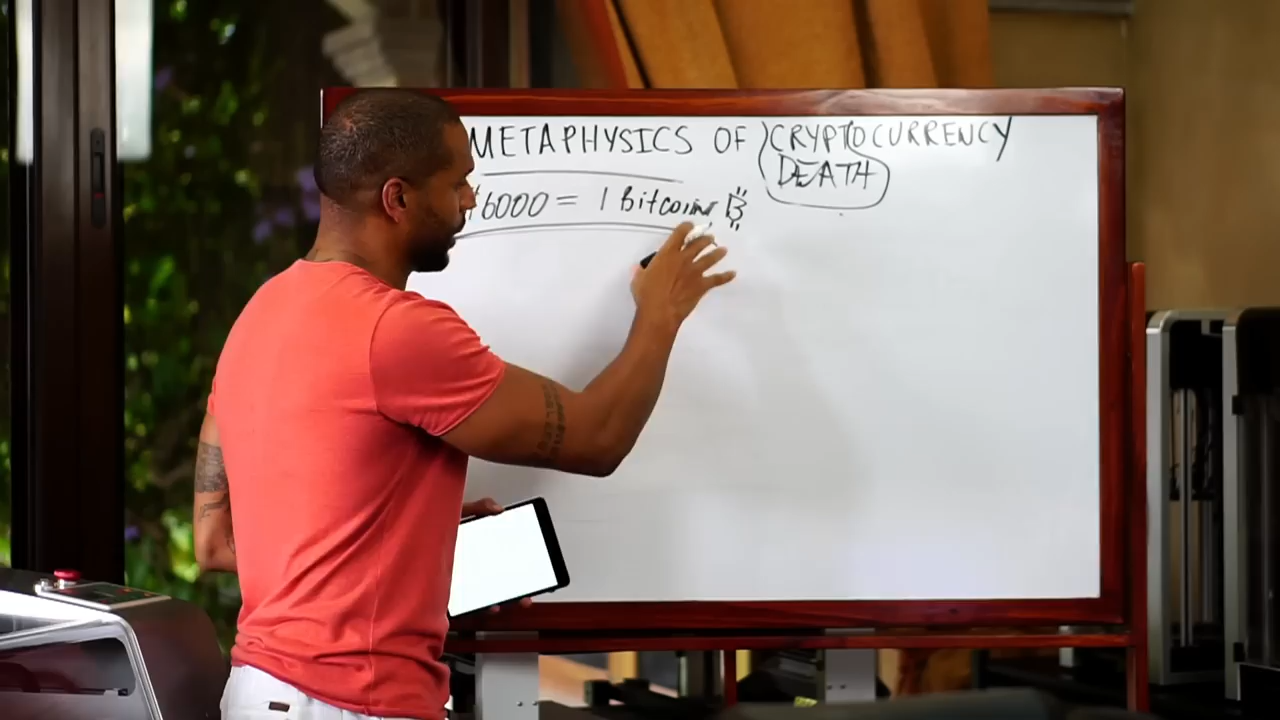 METAPHYSICS OF CRYPTOCURRENCY
DEATH
$6000 = 1 Bitcoin ₿